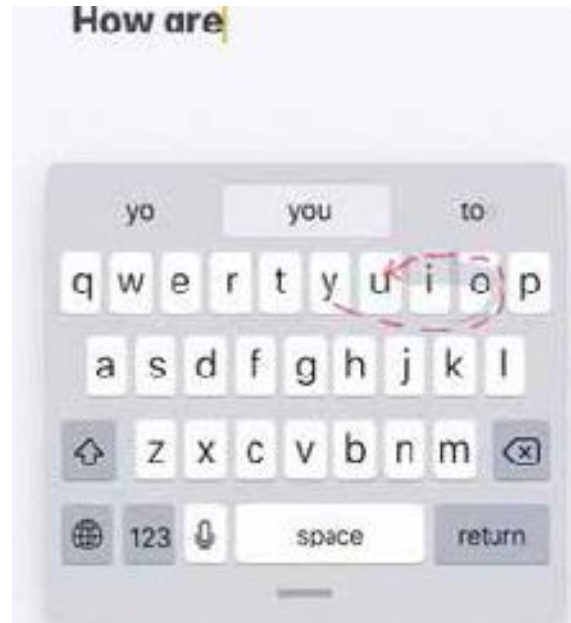 How are
yo you to
q w e r t y u i o p
a s d f g h j k l
z x c v b n m
123 space return